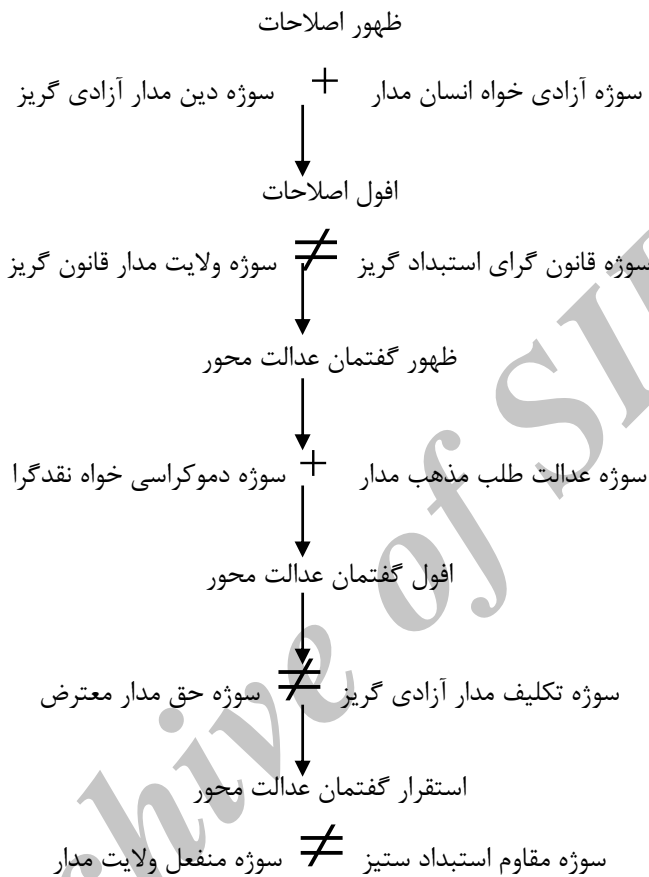 ظهور اصلاحات
سوژه آزادی خواه انسان مدار + سوژه دین مدار آزادی گریز
افول اصلاحات
سوژه قانون گرای استبداد گریز ≠ سوژه ولایت مدار قانون گریز
ظهور گفتمان عدالت محور
سوژه عدالت طلب مذهب مدار + سوژه دموکراسی خواه نقدگرا
افول گفتمان عدالت محور
سوژه تکلیف مدار آزادی گریز ≠ سوژه حق مدار معترض
استقرار گفتمان عدالت محور
سوژه مقاوم استبداد ستیز ≠ سوژه منفعل ولایت مدار
chive of SI